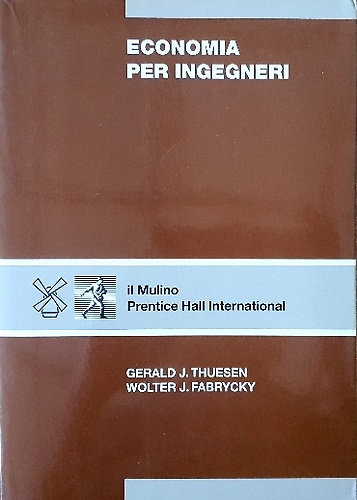 ECONOMIA
PER INGEGNERI
il Mulino
Prentice Hall International
GERALD J. THUESEN
WOLTER J. FABRYCKY